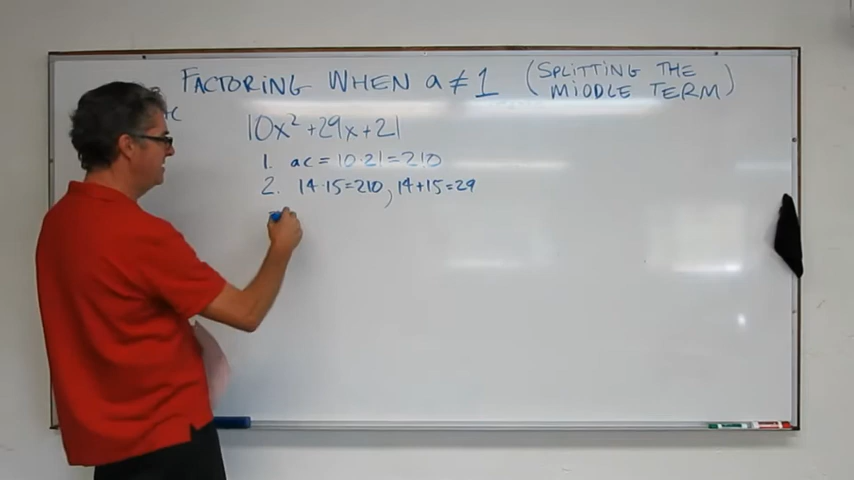 FACTORING WHEN a ≠ 1 (SPLITTING THE MIDDLE TERM)
10x² + 29x + 21
1. ac = 10·21 = 210
2. 14·15 = 210, 14 + 15 = 29